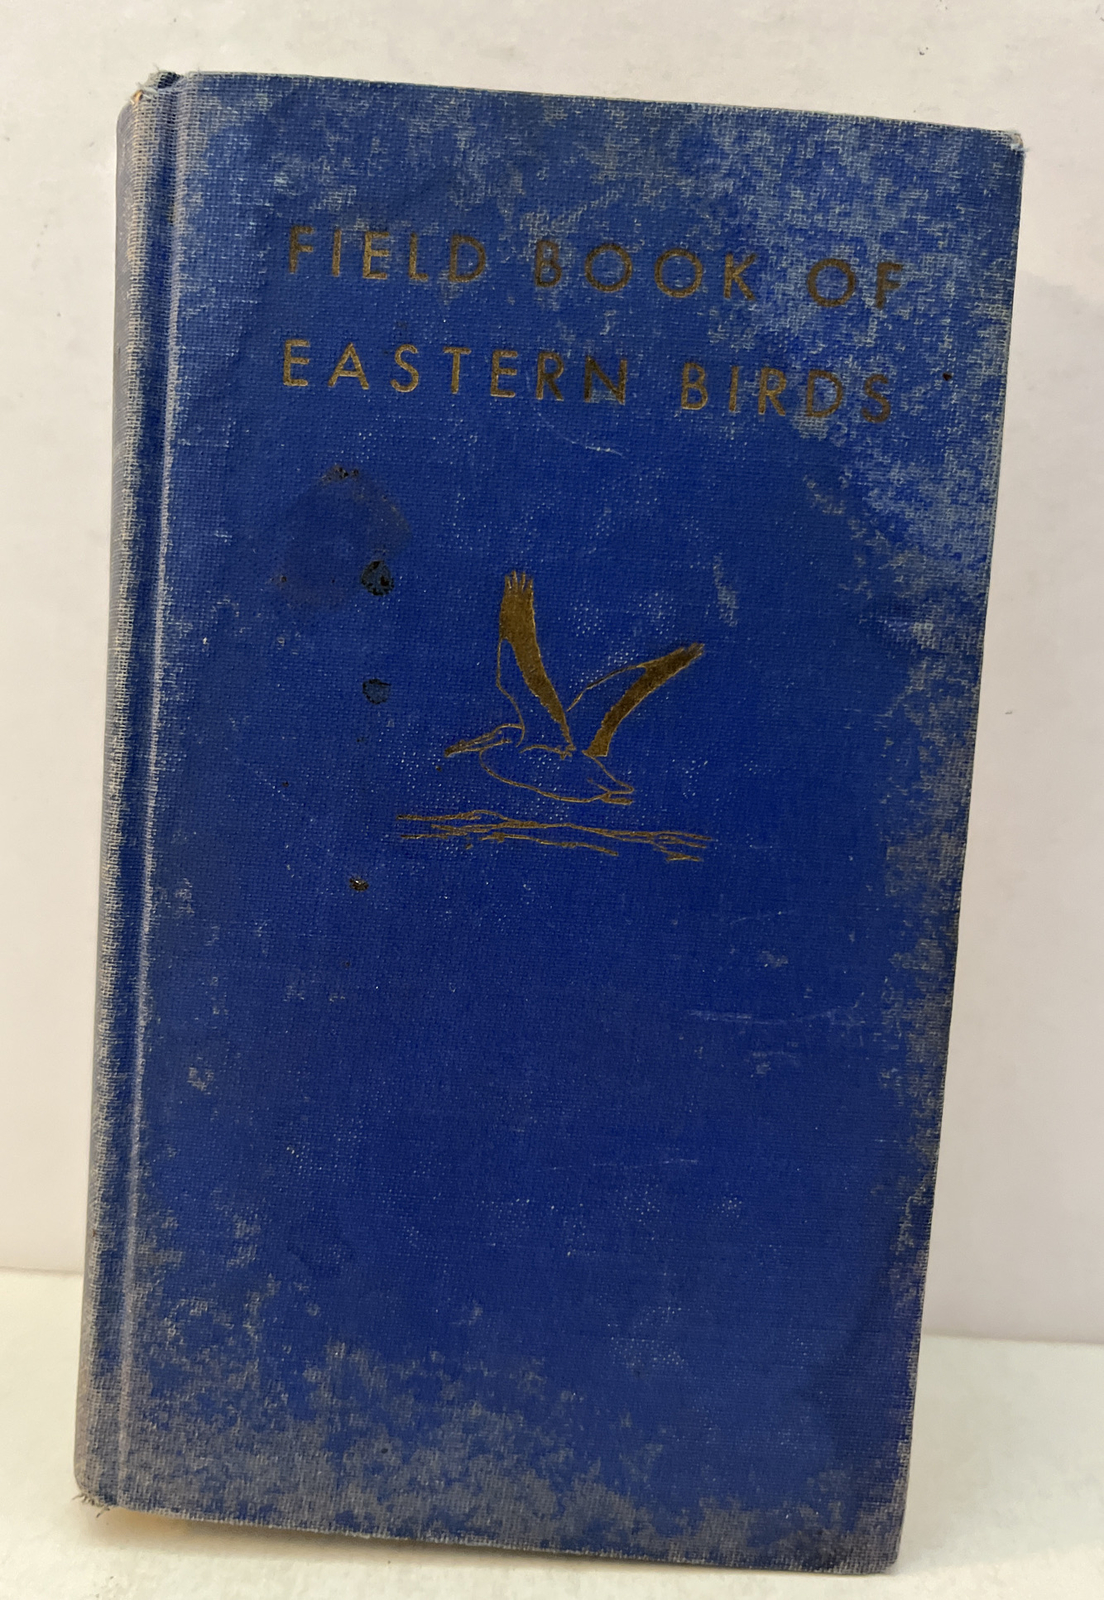 FIELD BOOK OF
EASTERN BIRDS